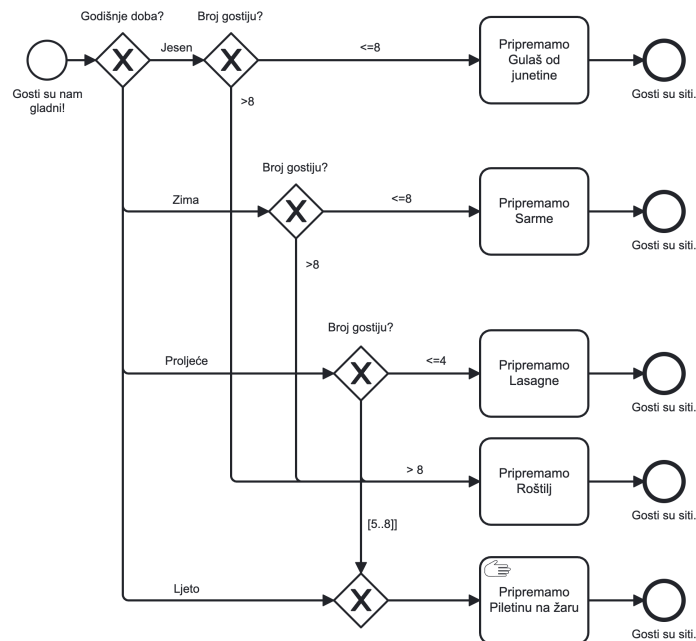 Godišnje doba?
Broj gostiju?
Jesen
<=8
Pripremamo
Gulaš od
junetine
Gosti su nam
gladni!
Gosti su siti.
>8
Broj gostiju?
Zima
<=8
Pripremamo
Sarme
Gosti su siti.
>8
Broj gostiju?
Proljeće
<=4
Pripremamo
Lasagne
Gosti su siti.
> 8
Pripremamo
Roštilj
Gosti su siti.
[5..8]]
Ljeto
Pripremamo
Piletinu na žaru
Gosti su siti.